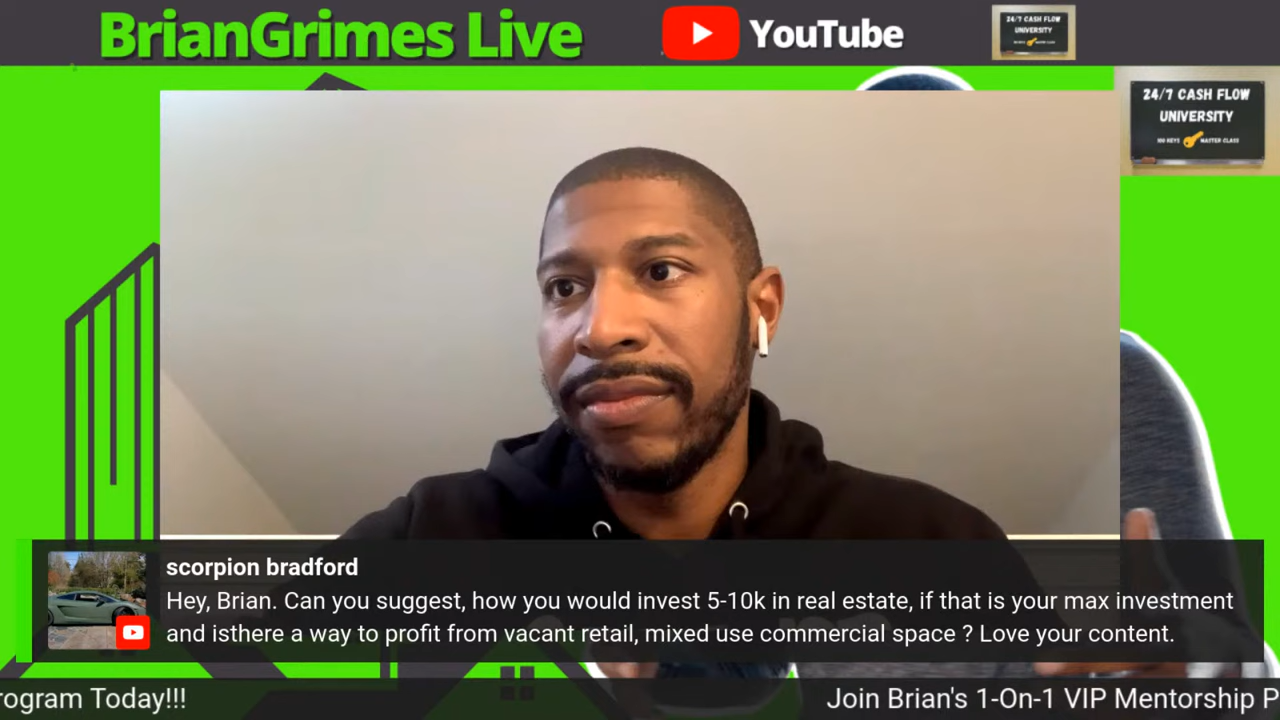 BrianGrimes Live
YouTube
24/7 CASH FLOW
UNIVERSITY
24/7 CASH FLOW
UNIVERSITY
100 KEYS MASTER CLASS
scorpion bradford
Hey, Brian. Can you suggest, how you would invest 5-10k in real estate, if that is your max investment
and isthere a way to profit from vacant retail, mixed use commercial space ? Love your content.
rogram Today!!!
Join Brian's 1-On-1 VIP Mentorship P